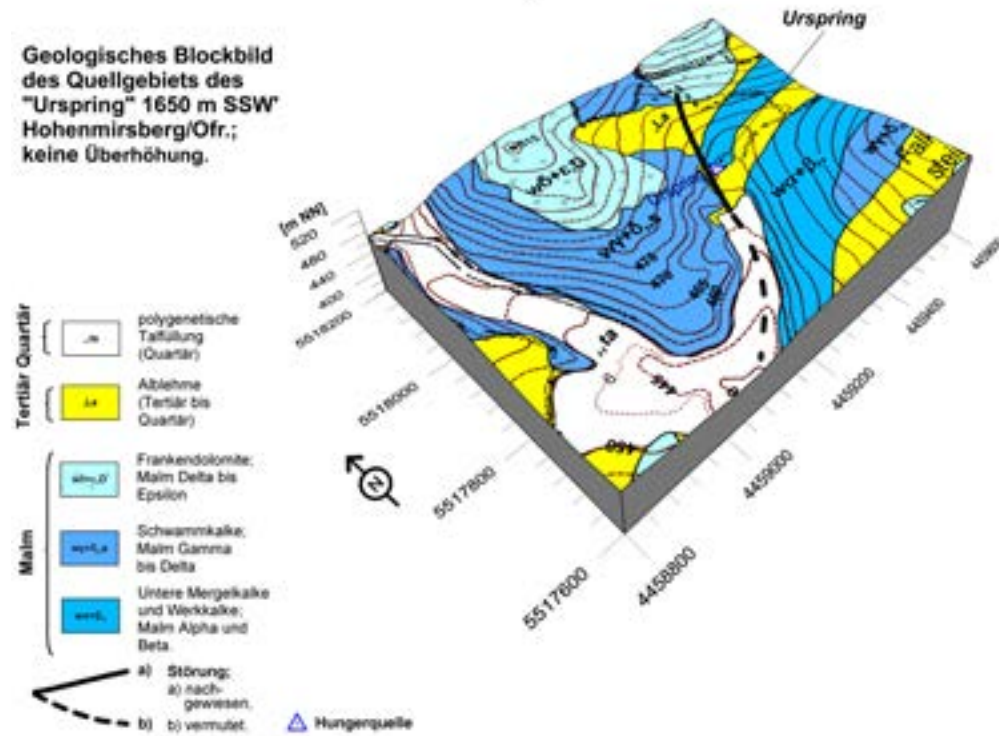 Geologisches Blockbild
des Quellgebiets des
"Urspring" 1650 m SSW'
Hohenmirsberg/Ofr.;
keine Überhöhung.
Urspring
[m NN]
520
480
440
400
5518200
5518000
5517800
5517600
4458800
4459000
4459200
4459400
N
Tertiär Quartär
polygenetische
Talfüllung
(Quartär)
Alblehme
(Tertiär bis
Quartär)
Malm
Frankendolomite;
Malm Delta bis
Epsilon
Schwammkalke;
Malm Gamma
bis Delta
Untere Mergelkalke
und Werkkalke;
Malm Alpha und
Beta.
a) Störung;
a) nach-
gewiesen.
b) b) vermutet.
Hungerquelle